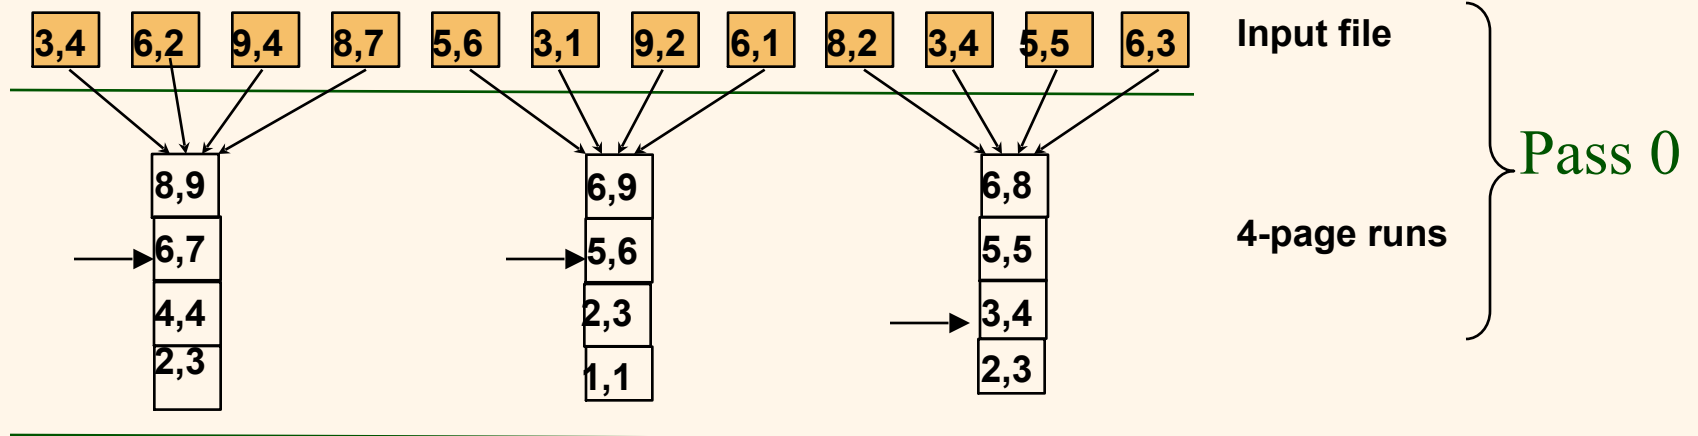 3,4 6,2 9,4 8,7 5,6 3,1 9,2 6,1 8,2 3,4 5,5 6,3 Input file
Pass 0
8,9 6,9 6,8
6,7 5,6 5,5 4-page runs
4,4 2,3 3,4
2,3 1,1 2,3